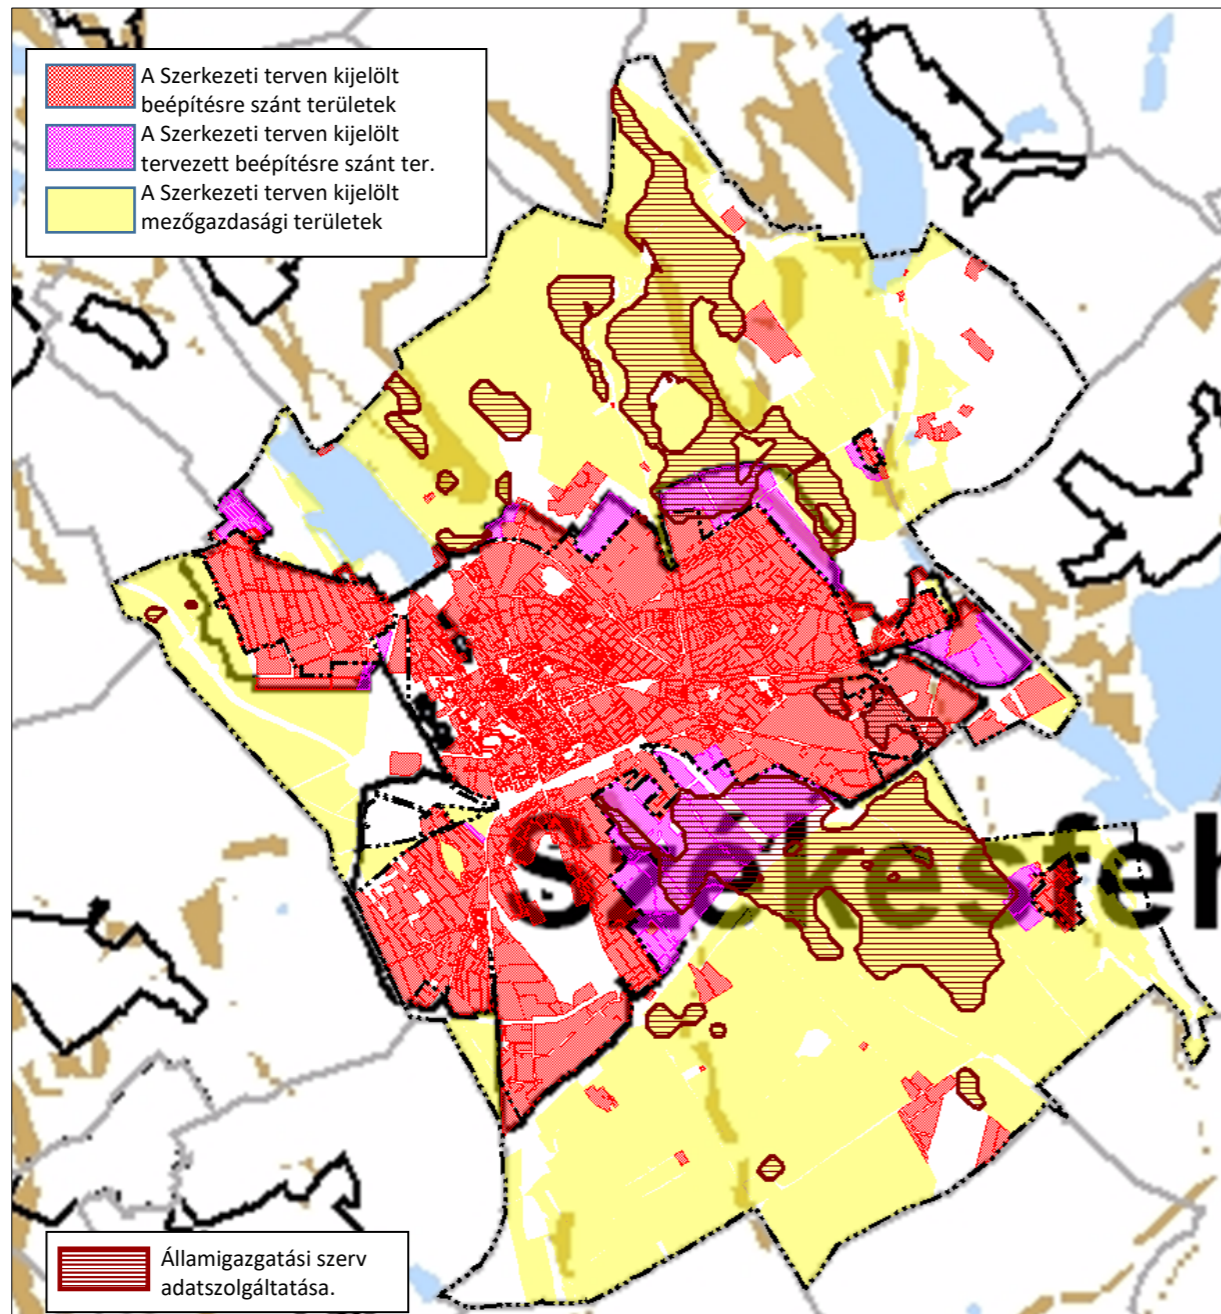 A Szerkezeti terven kijelölt
beépítésre szánt területek
A Szerkezeti terven kijelölt
tervezett beépítésre szánt ter.
A Szerkezeti terven kijelölt
mezőgazdasági területek
Székesfeh
Államigazgatási szerv
adatszolgáltatása.